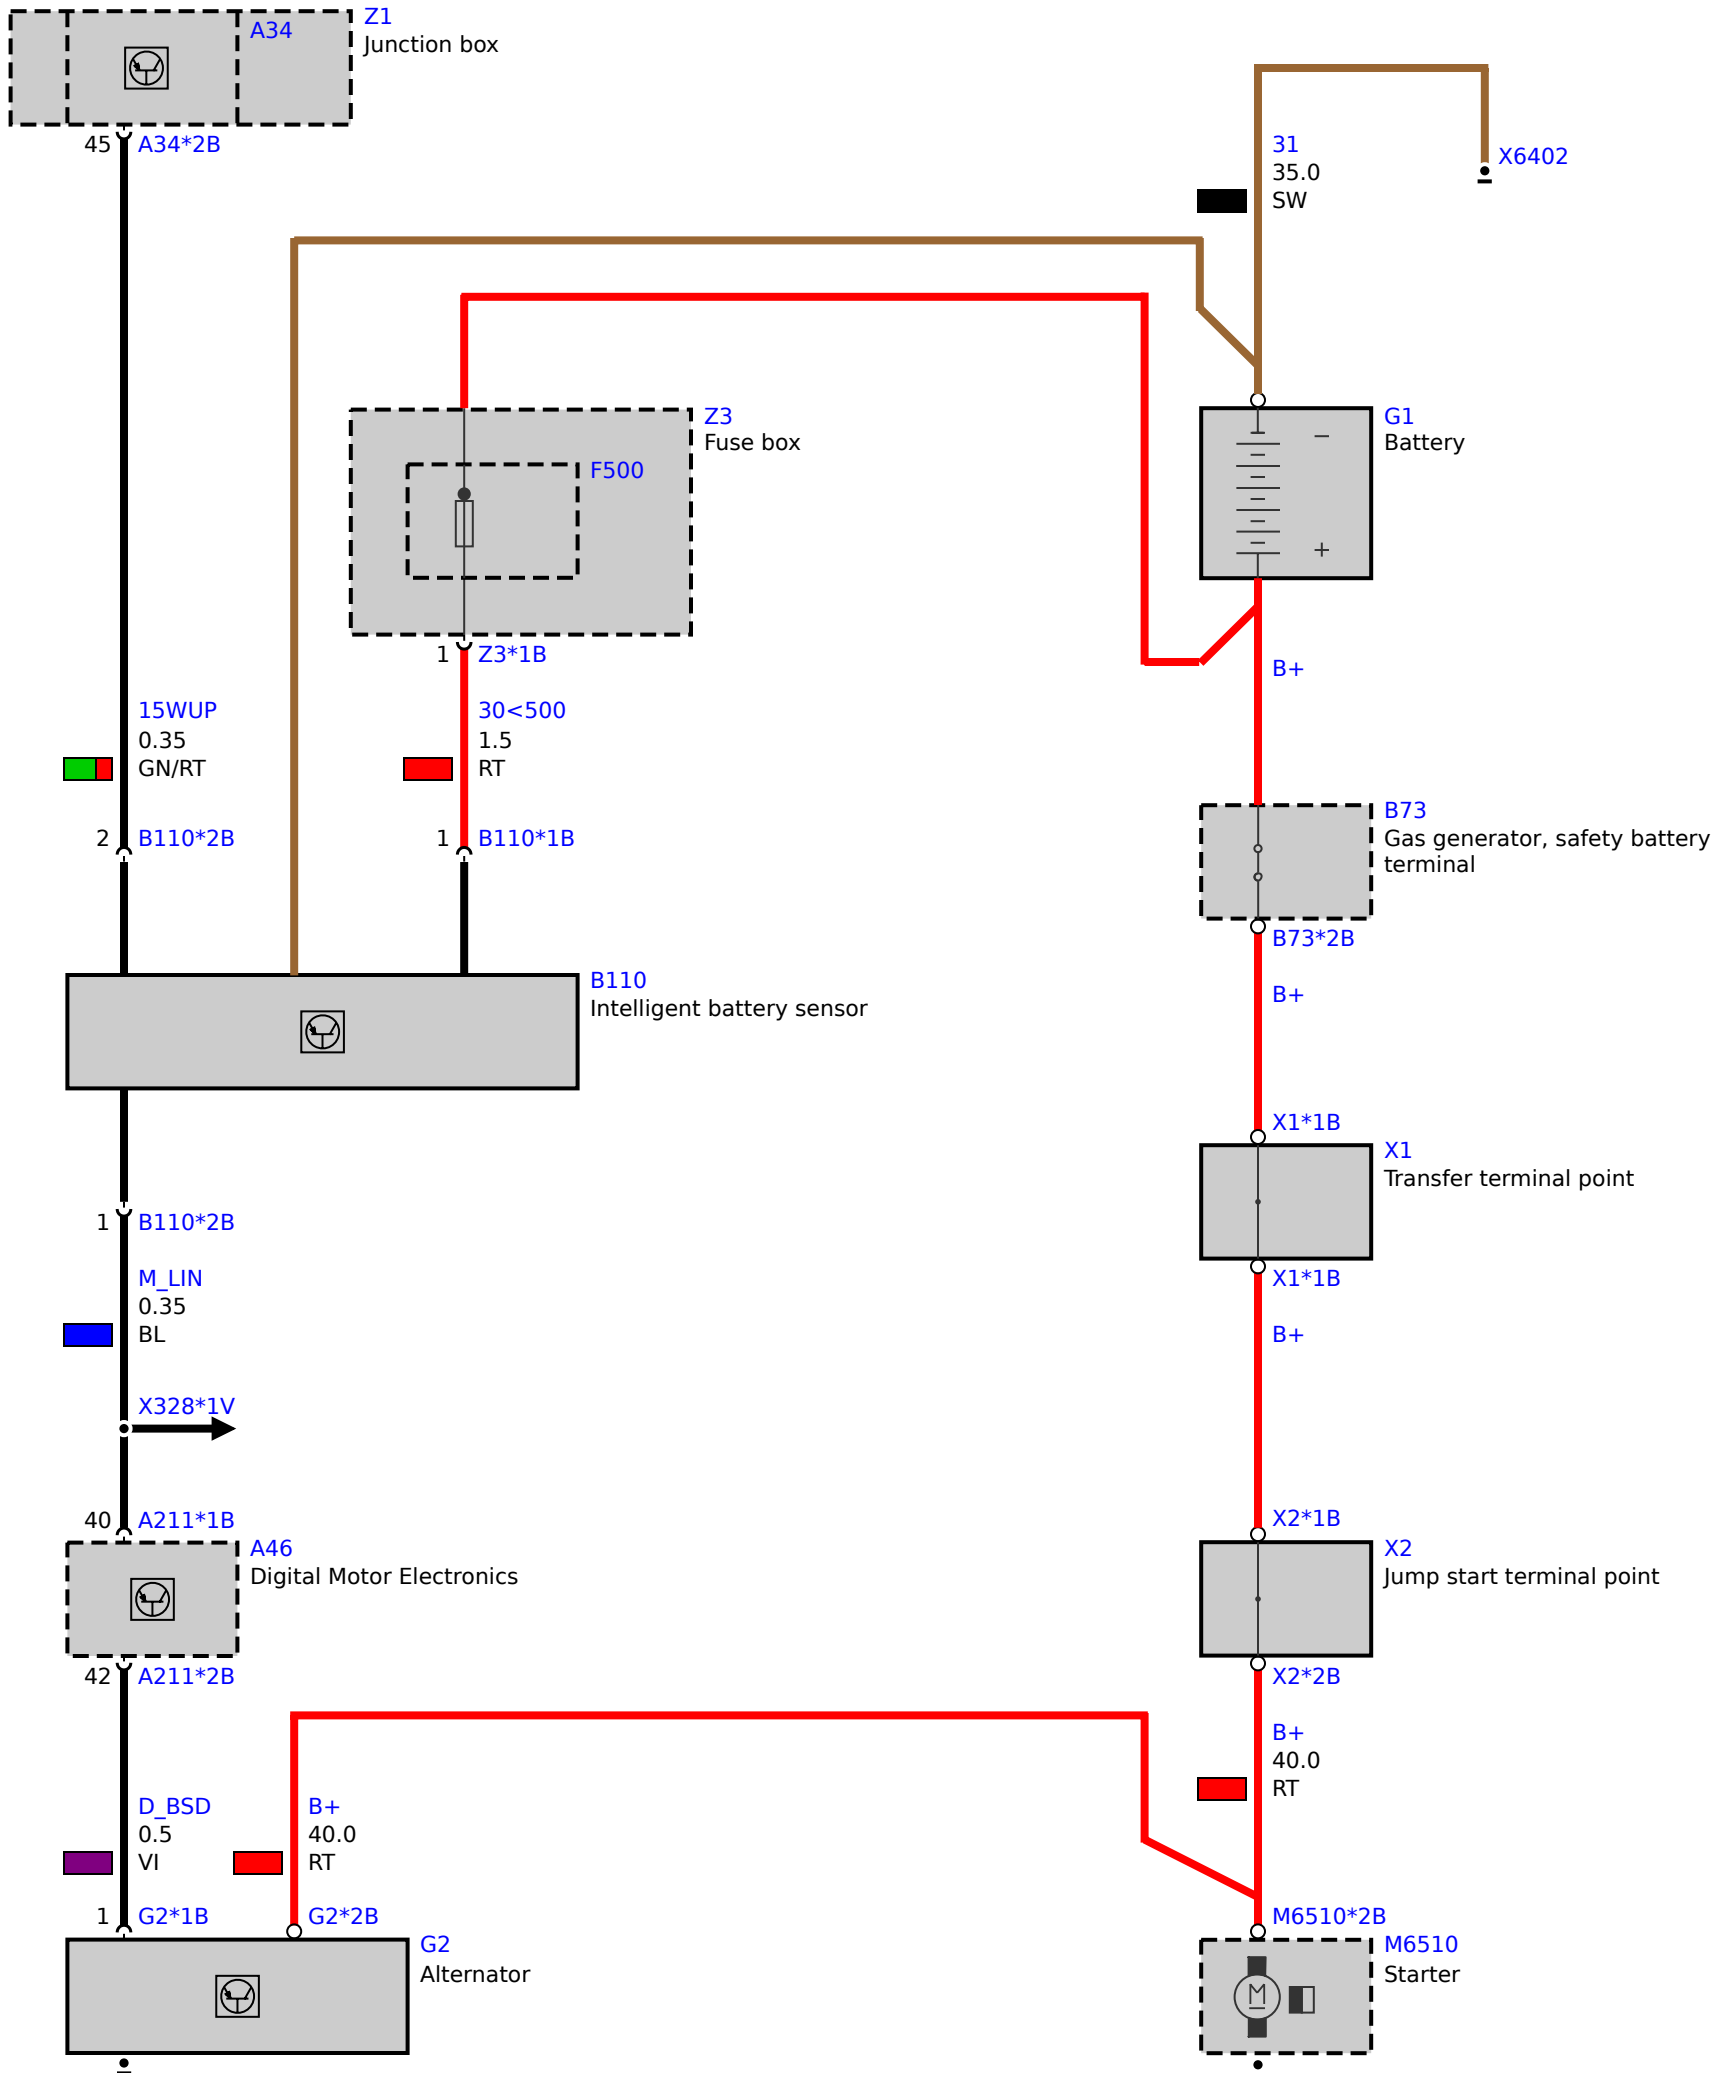 Z1
A34
Junction box
45 A34*2B
31
X6402
35.0
SW
Z3
Fuse box
F500
G1
Battery
−
+
1 Z3*1B
B+
15WUP
0.35
GN/RT
30<500
1.5
RT
2 B110*2B
1 B110*1B
B73
Gas generator, safety battery
terminal
B73*2B
B+
B110
Intelligent battery sensor
X1*1B
X1
Transfer terminal point
1 B110*2B
M_LIN
0.35
BL
X1*1B
B+
X328*1V
40 A211*1B
A46
Digital Motor Electronics
X2*1B
X2
Jump start terminal point
42 A211*2B
X2*2B
B+
40.0
RT
D_BSD
0.5
VI
B+
40.0
RT
1 G2*1B
G2*2B
G2
Alternator
M6510*2B
M6510
Starter
M